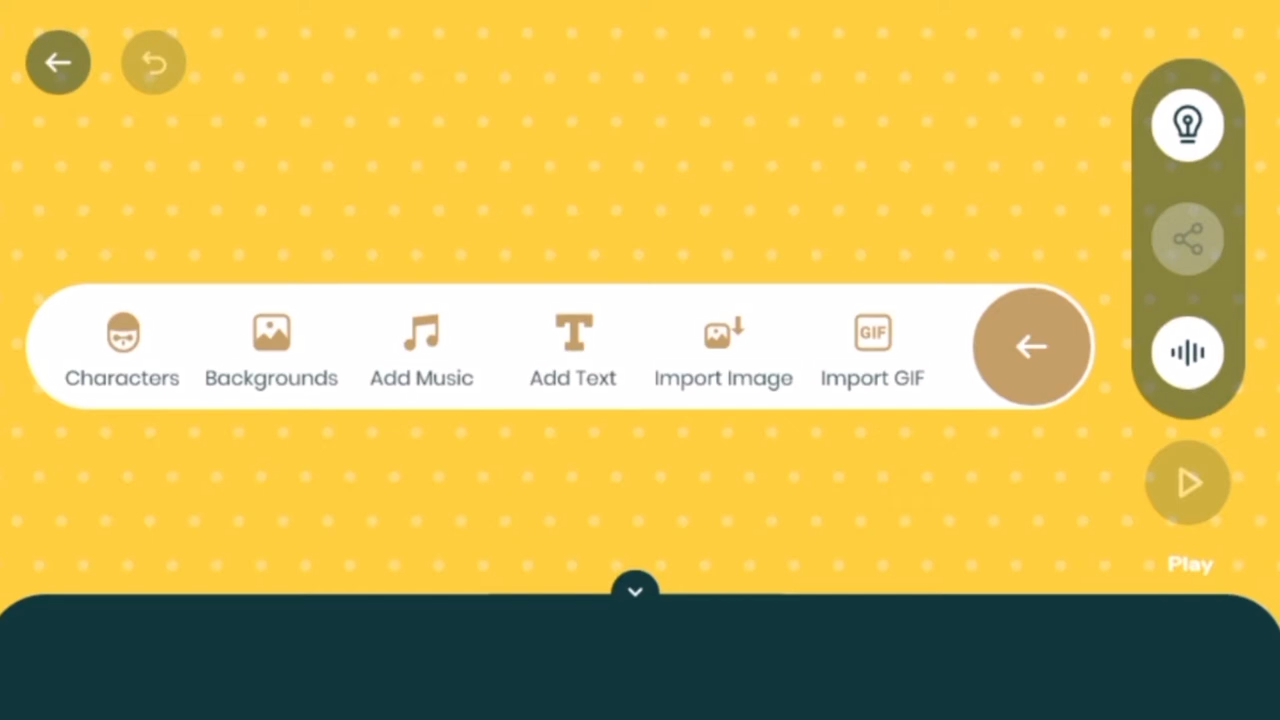 Characters
Backgrounds
Add Music
Add Text
Import Image
GIF
Import GIF
Play